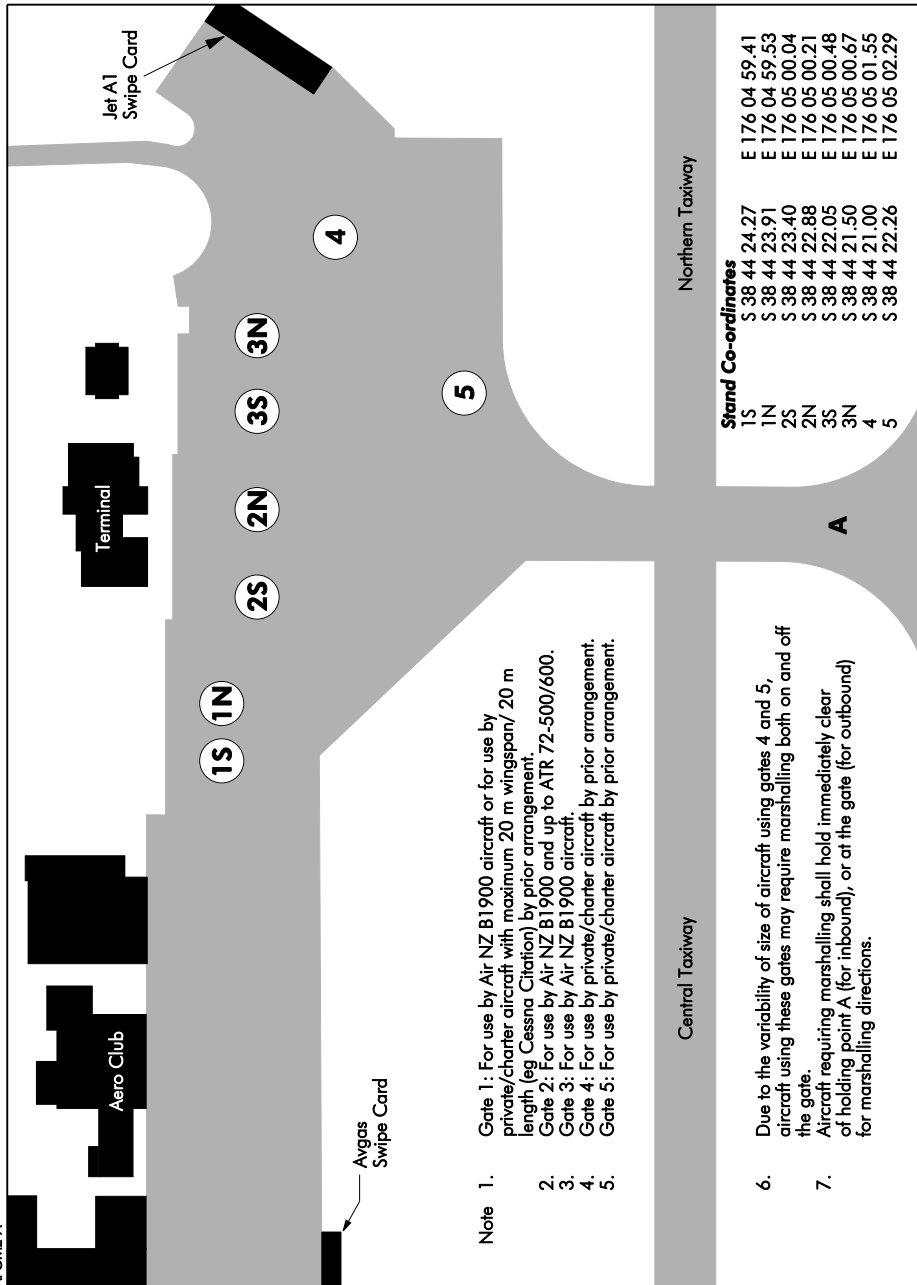 Jet A1
Swipe Card
Terminal
Aero Club
1S
1N
2S
2N
3S
3N
4
5
Avgas
Swipe Card
Note 1. Gate 1: For use by Air NZ B1900 aircraft or for use by
private/charter aircraft with maximum 20 m wingspan/ 20 m
length (eg Cessna Citation) by prior arrangement.
2. Gate 2: For use by Air NZ B1900 and up to ATR 72-500/600.
3. Gate 3: For use by Air NZ B1900 aircraft.
4. Gate 4: For use by private/charter aircraft by prior arrangement.
5. Gate 5: For use by private/charter aircraft by prior arrangement.
Central Taxiway
Northern Taxiway
6. Due to the variability of size of aircraft using gates 4 and 5,
aircraft using these gates may require marshalling both on and off
the gate.
7. Aircraft requiring marshalling shall hold immediately clear
of holding point A (for inbound), or at the gate (for outbound)
for marshalling directions.
A
Stand Co-ordinates
1S S 38 44 24.27 E 176 04 59.41
1N S 38 44 23.91 E 176 04 59.53
2S S 38 44 23.40 E 176 05 00.04
2N S 38 44 22.88 E 176 05 00.21
3S S 38 44 22.05 E 176 05 00.48
3N S 38 44 21.50 E 176 05 00.67
4 S 38 44 21.00 E 176 05 01.55
5 S 38 44 22.26 E 176 05 02.29